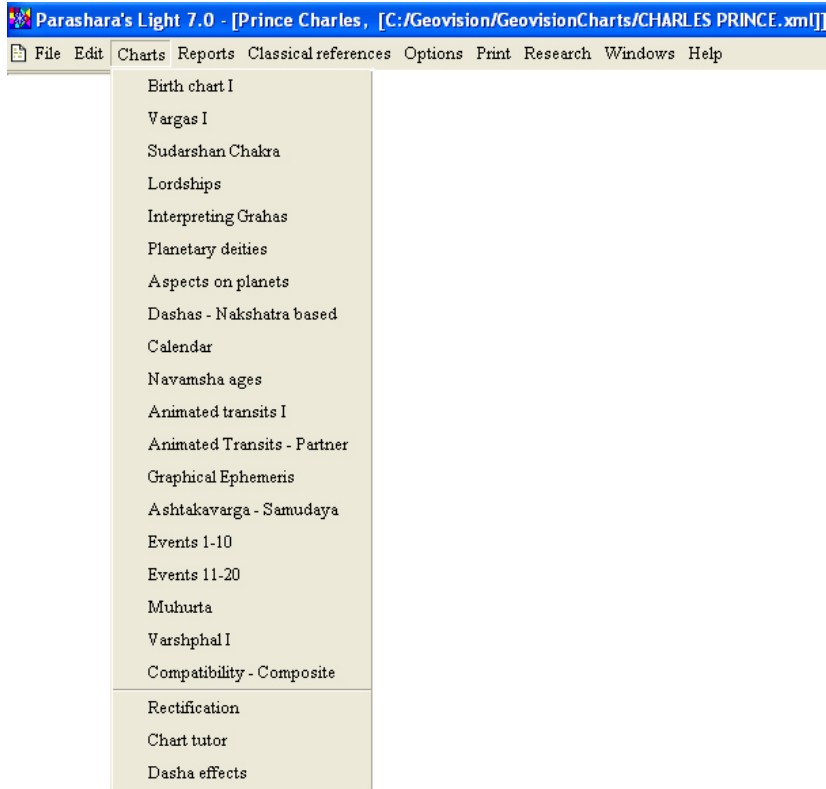 Parashara's Light 7.0 - [Prince Charles, [C:/Geovision/GeovisionCharts/CHARLES PRINCE.xml]]
File Edit Charts Reports Classical references Options Print Research Windows Help
Birth chart I
Vargas I
Sudarshan Chakra
Lordships
Interpreting Grahas
Planetary deities
Aspects on planets
Dashas - Nakshatra based
Calendar
Navamsha ages
Animated transits I
Animated Transits - Partner
Graphical Ephemeris
Ashtakavarga - Samudaya
Events 1-10
Events 11-20
Muhurta
Varshphal I
Compatibility - Composite
Rectification
Chart tutor
Dasha effects